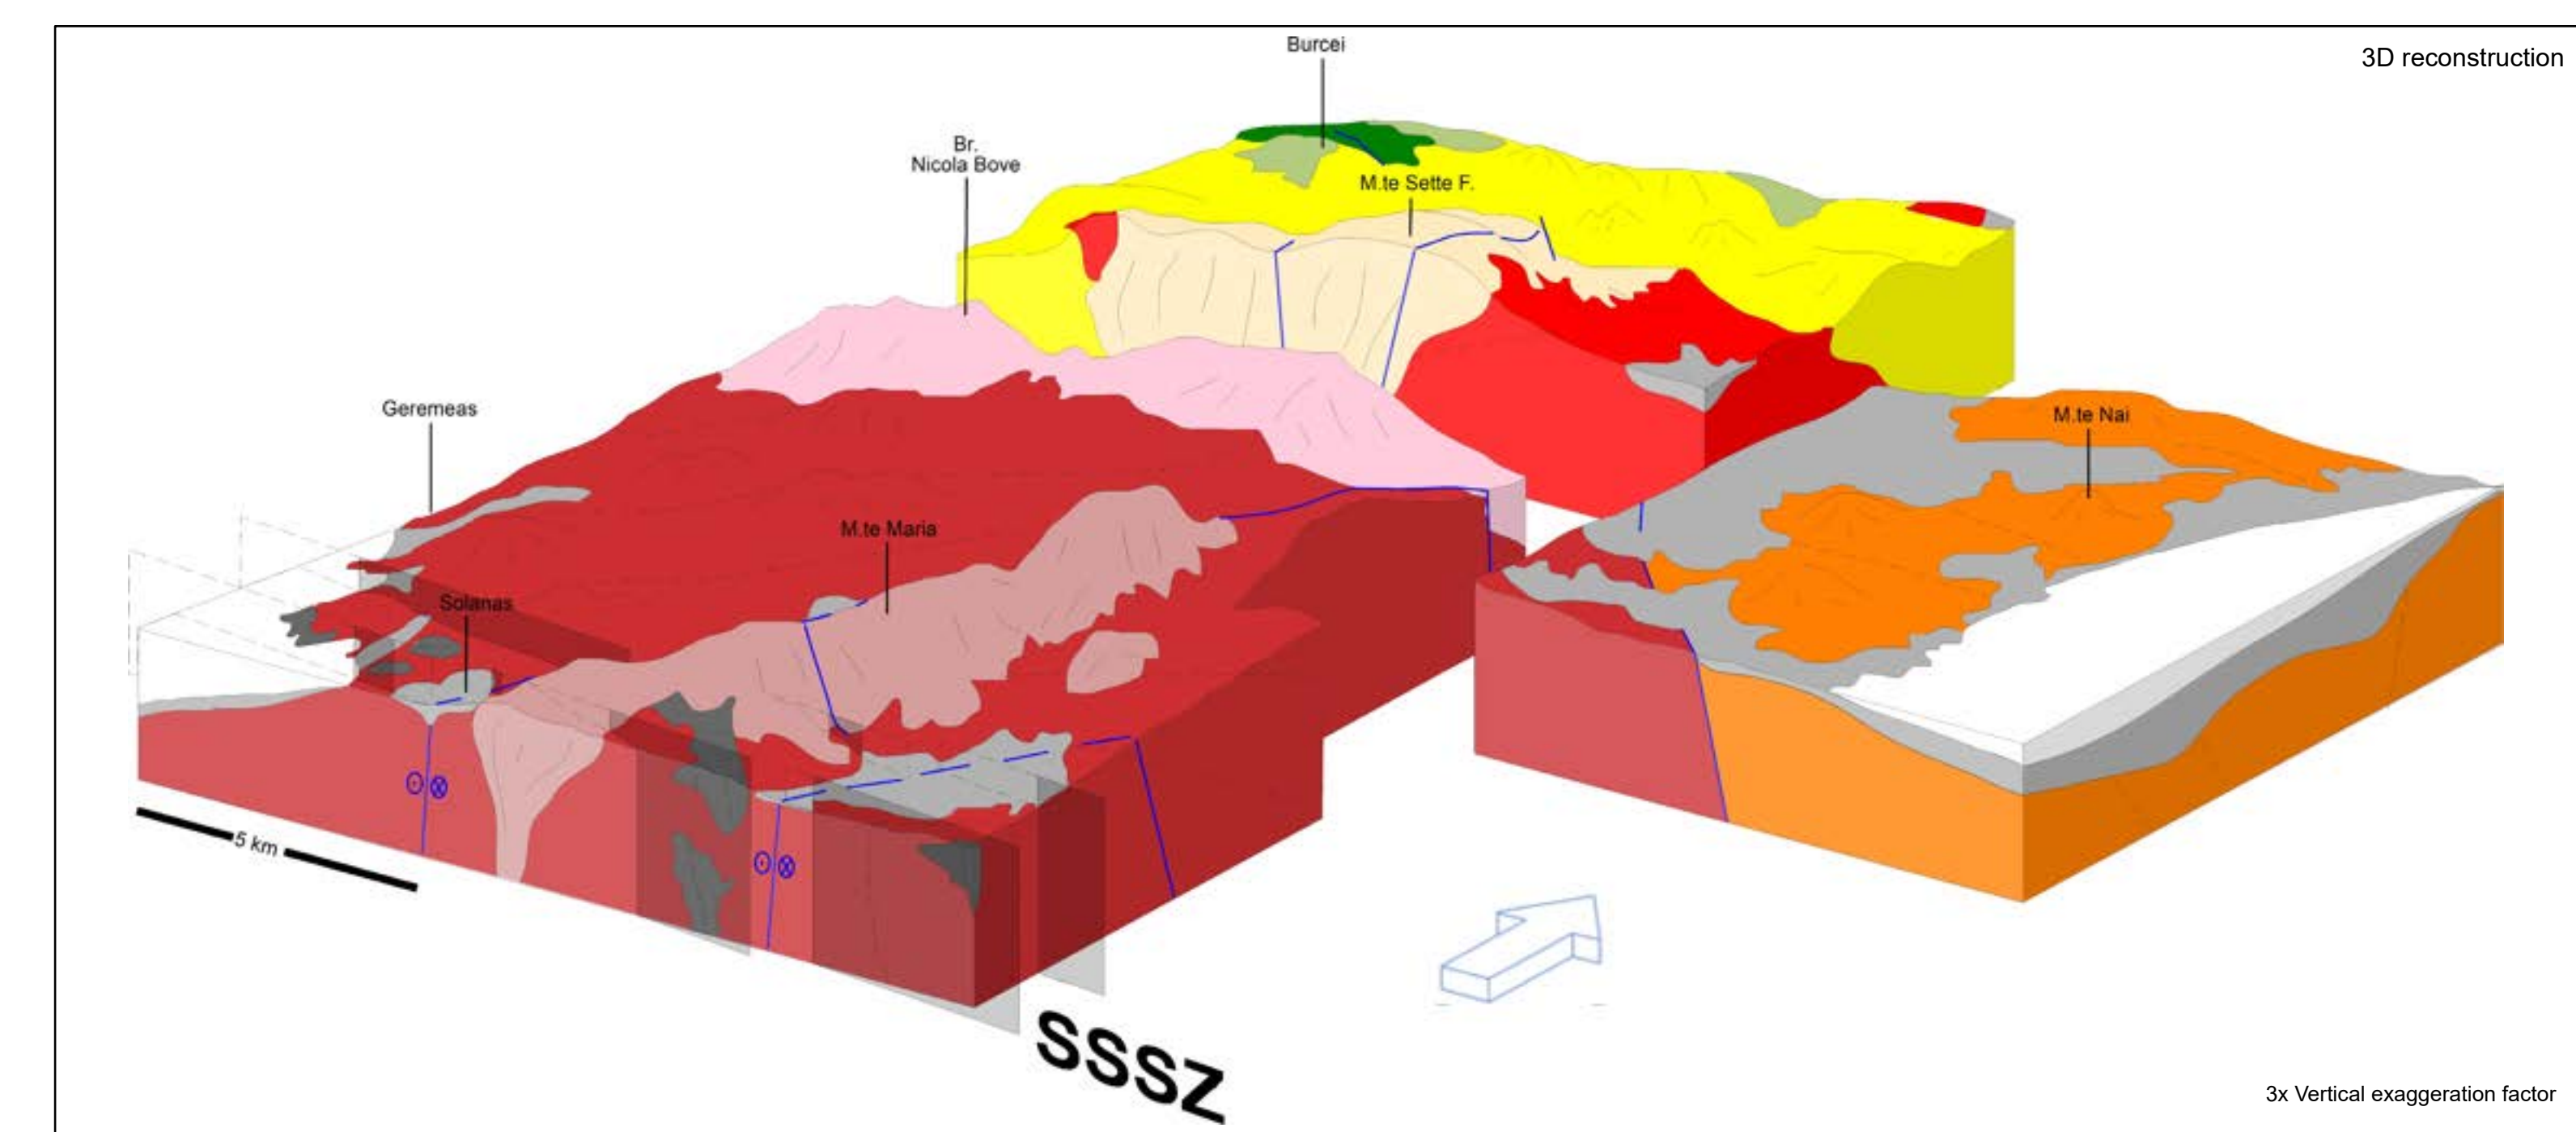 3D reconstruction
Burcei
Br.
Nicola Bove
M.te Sette F.
Geremeas
M.te Nai
M.te Maria
Solanas
5 km
SSSZ
3x Vertical exaggeration factor